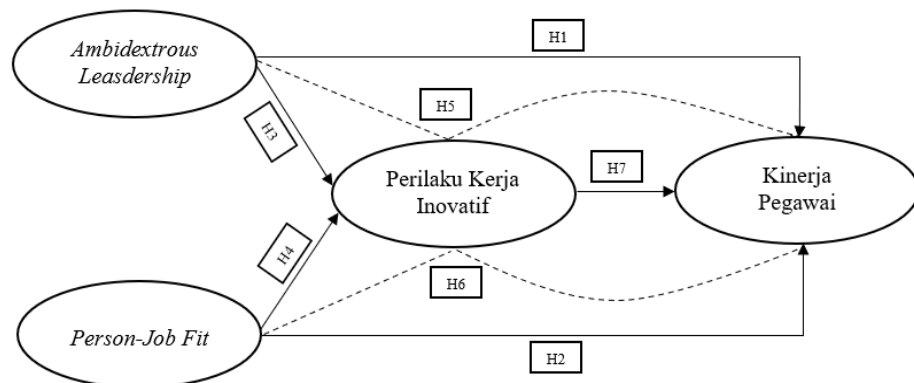 H1
Ambidextrous
Leasdership
H5
H3
Perilaku Kerja
Inovatif
H7
Kinerja
Pegawai
H4
H6
Person-Job Fit
H2